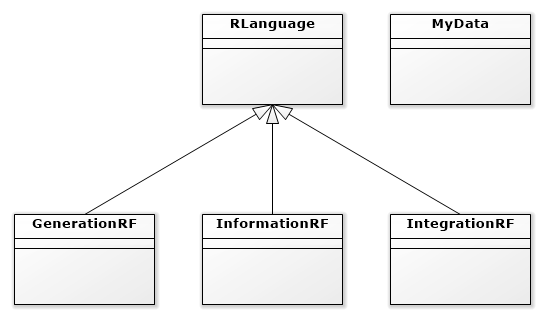 RLanguage
MyData
GenerationRF
InformationRF
IntegrationRF